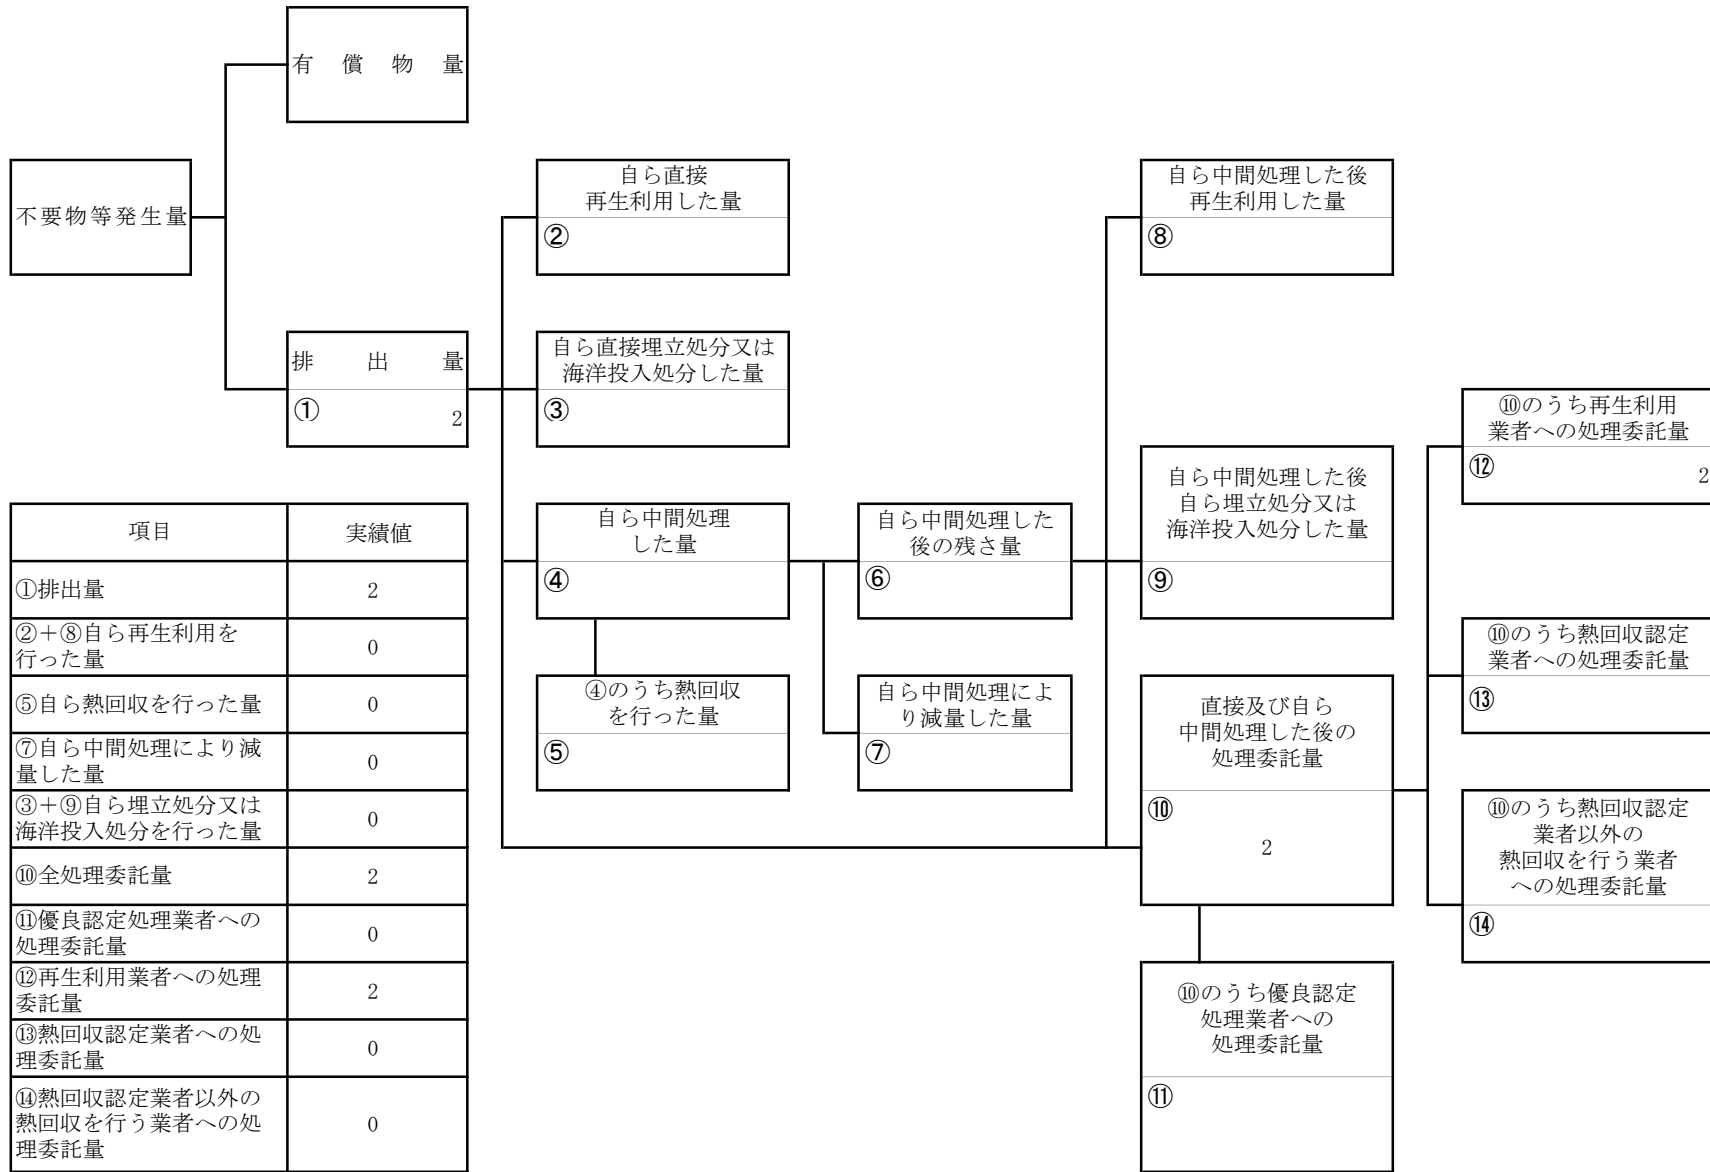 有償物量
不要物等発生量
排出量
①
2
自ら直接
再生利用した量
②
自ら直接埋立処分又は
海洋投入処分した量
③
自ら中間処理
した量
④
④のうち熱回収
を行った量
⑤
自ら中間処理した
後の残さ量
⑥
自ら中間処理によ
り減量した量
⑦
自ら中間処理した後
再生利用した量
⑧
自ら中間処理した後
自ら埋立処分又は
海洋投入処分した量
⑨
直接及び自ら
中間処理した後の
処理委託量
⑩
2
⑩のうち優良認定
処理業者への
処理委託量
⑪
⑩のうち再生利用
業者への処理委託量
⑫
2
⑩のうち熱回収認定
業者への処理委託量
⑬
⑩のうち熱回収認定
業者以外の
熱回収を行う業者
への処理委託量
⑭
項目 実績値
①排出量 2
②＋⑧自ら再生利用を
行った量 0
⑤自ら熱回収を行った量 0
⑦自ら中間処理により減
量した量 0
③＋⑨自ら埋立処分又は
海洋投入処分を行った量 0
⑩全処理委託量 2
⑪優良認定処理業者への
処理委託量 0
⑫再生利用業者への処理
委託量 2
⑬熱回収認定業者への処
理委託量 0
⑭熱回収認定業者以外の
熱回収を行う業者への処
理委託量 0